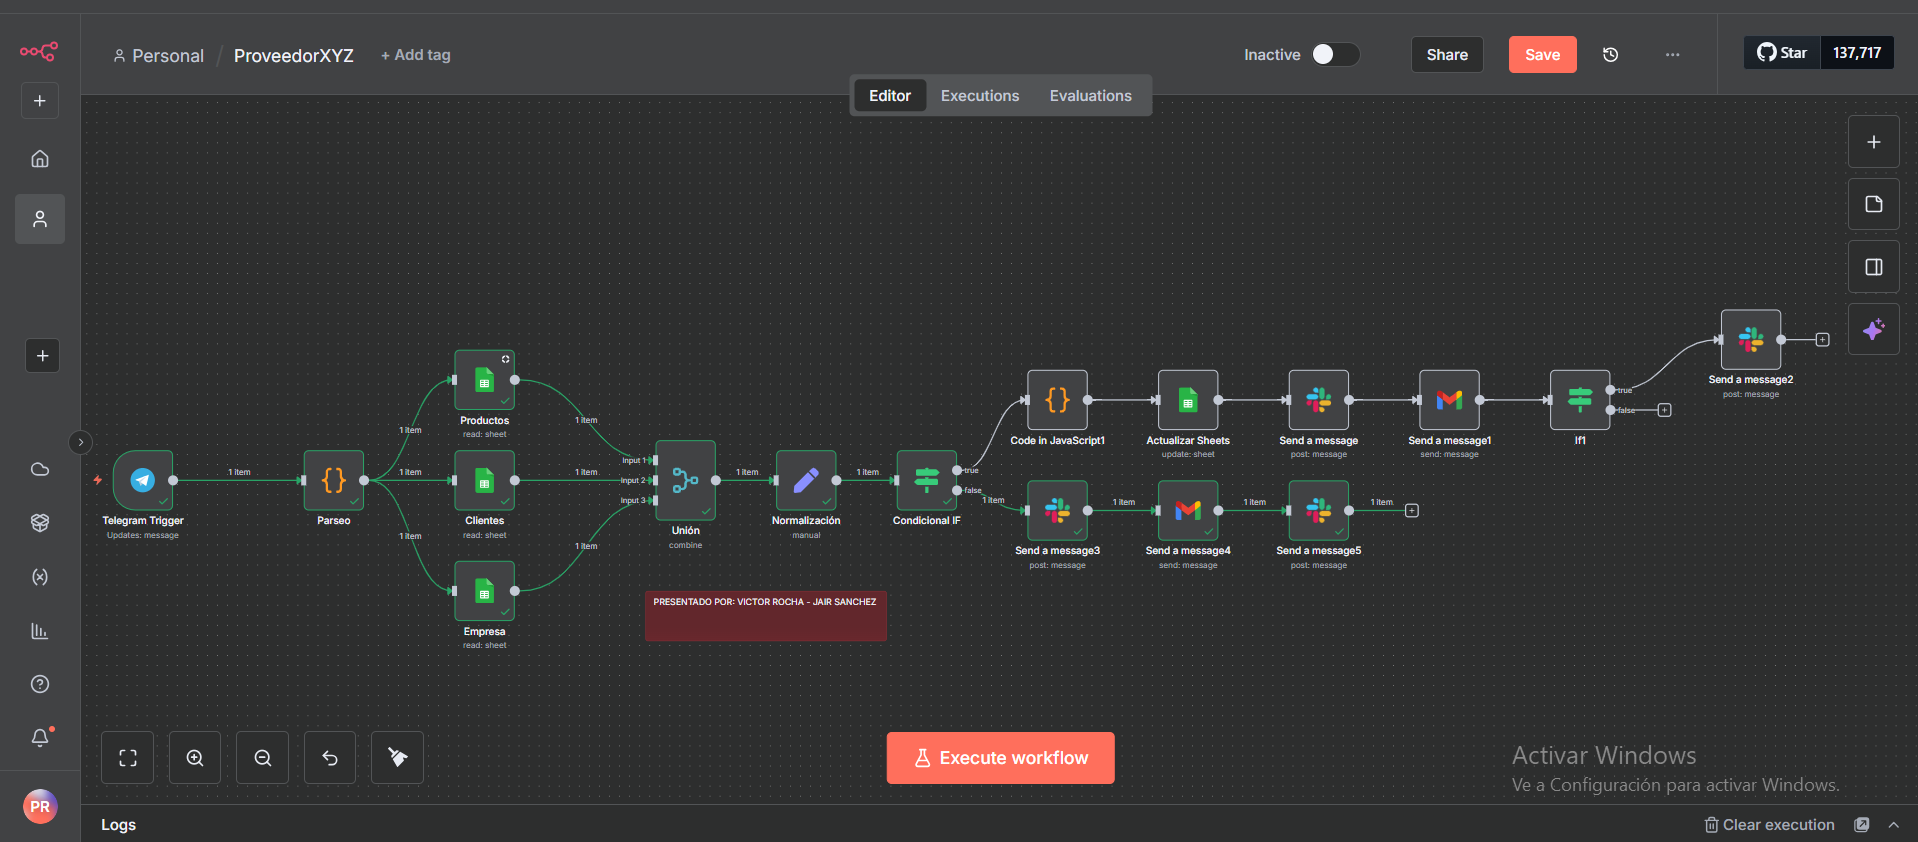 Personal / ProveedorXYZ + Add tag
Inactive
Share
Save
...
Star 137,717
Editor Executions Evaluations
Telegram Trigger
Updates: message
1 item
Parseo
1 item
1 item
1 item
Productos
read: sheet
Clientes
read: sheet
Empresa
read: sheet
1 item
1 item
1 item
Input 1
Input 2
Input 3
Unión
combine
1 item
Normalización
manual
1 item
Condicional IF
true
false
1 item
Code in JavaScript1
Actualizar Sheets
update: sheet
Send a message
post: message
Send a message1
send: message
If1
true
false
Send a message2
post: message
Send a message3
post: message
1 item
Send a message4
send: message
1 item
Send a message5
post: message
1 item
PRESENTADO POR: VICTOR ROCHA - JAIR SANCHEZ
Execute workflow
Activar Windows
Ve a Configuración para activar Windows.
PR
Logs
Clear execution